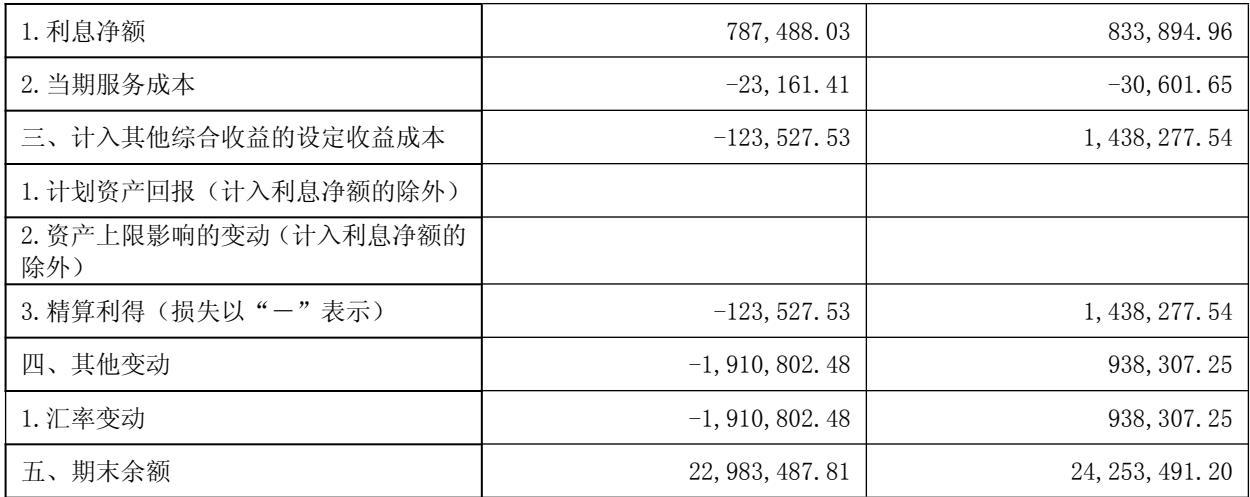 1.利息净额 787,488.03 833,894.96
2.当期服务成本 -23,161.41 -30,601.65
三、计入其他综合收益的设定收益成本 -123,527.53 1,438,277.54
1.计划资产回报（计入利息净额的除外）
2.资产上限影响的变动（计入利息净额的
除外）
3.精算利得（损失以“－”表示） -123,527.53 1,438,277.54
四、其他变动 -1,910,802.48 938,307.25
1.汇率变动 -1,910,802.48 938,307.25
五、期末余额 22,983,487.81 24,253,491.20